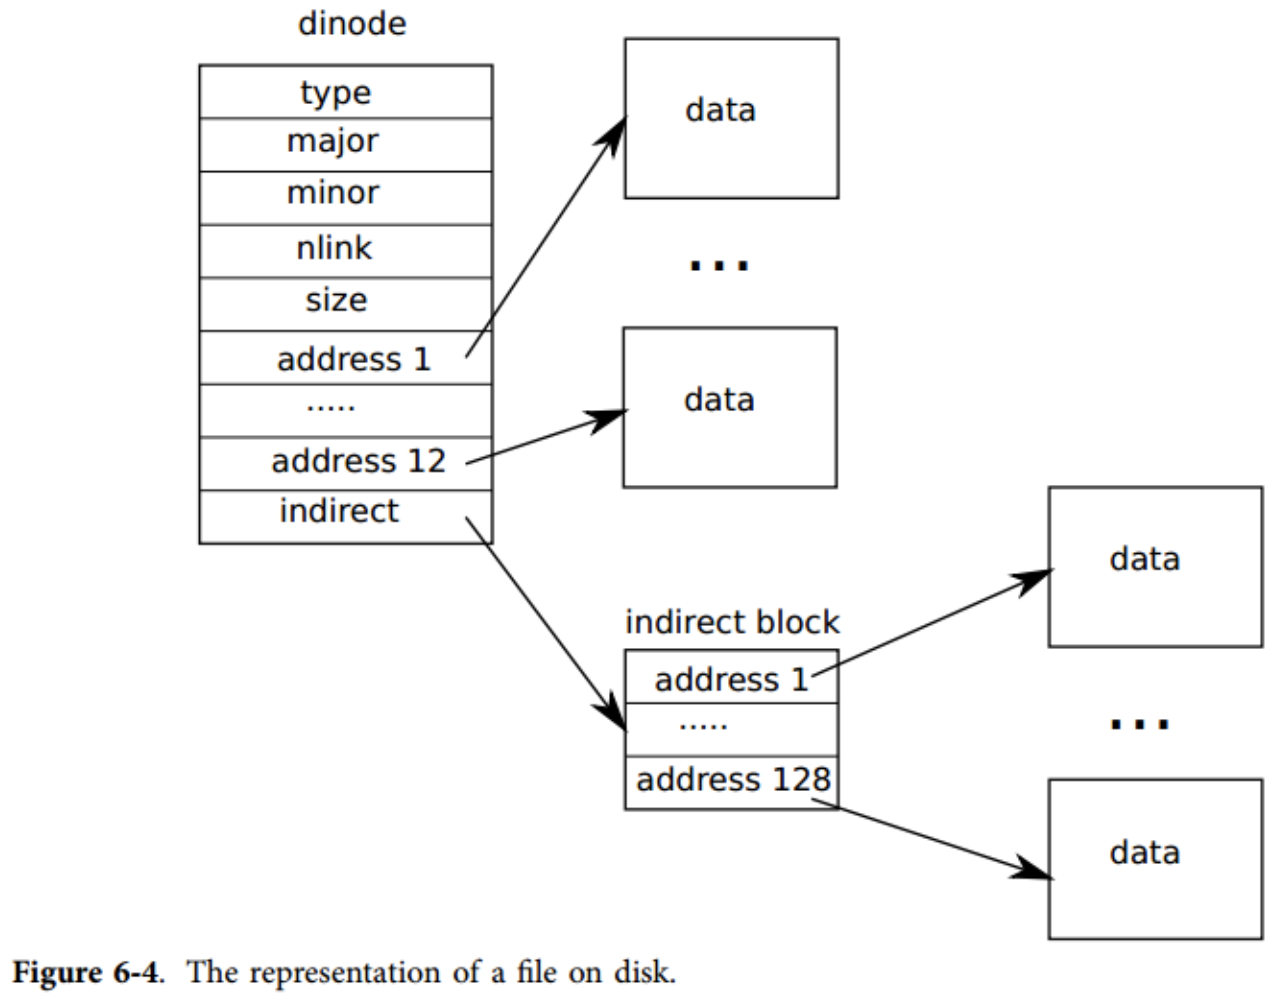 dinode
type
major
minor
nlink
size
address 1
.....
address 12
indirect
data
...
data
indirect block
address 1
.....
address 128
data
...
data
Figure 6-4. The representation of a file on disk.